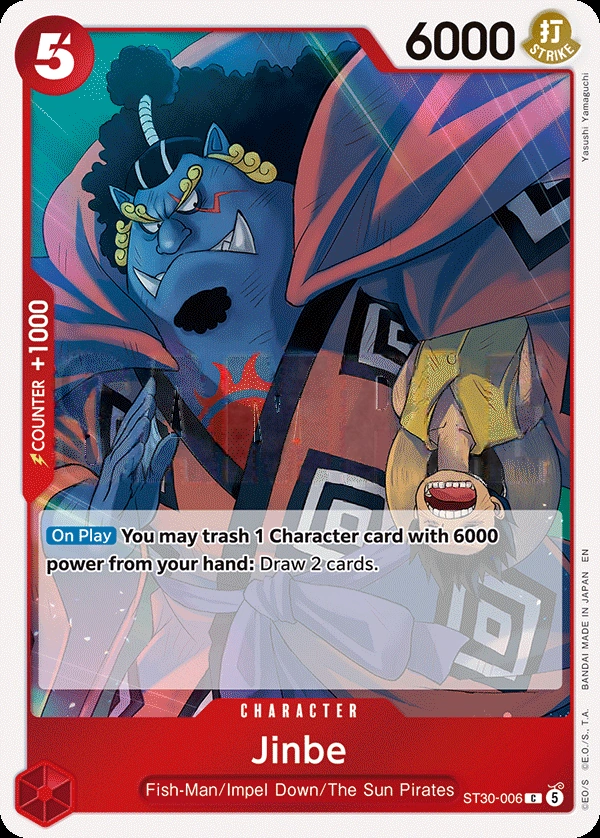 5
6000
打
STRIKE
Yasushi Yamaguchi
COUNTER +1000
On Play You may trash 1 Character card with 6000
power from your hand: Draw 2 cards.
©E.O/S ©E.O./S., T.A. BANDAI MADE IN JAPAN EN
CHARACTER
Jinbe
Fish-Man/Impel Down/The Sun Pirates
ST30-006 C 5